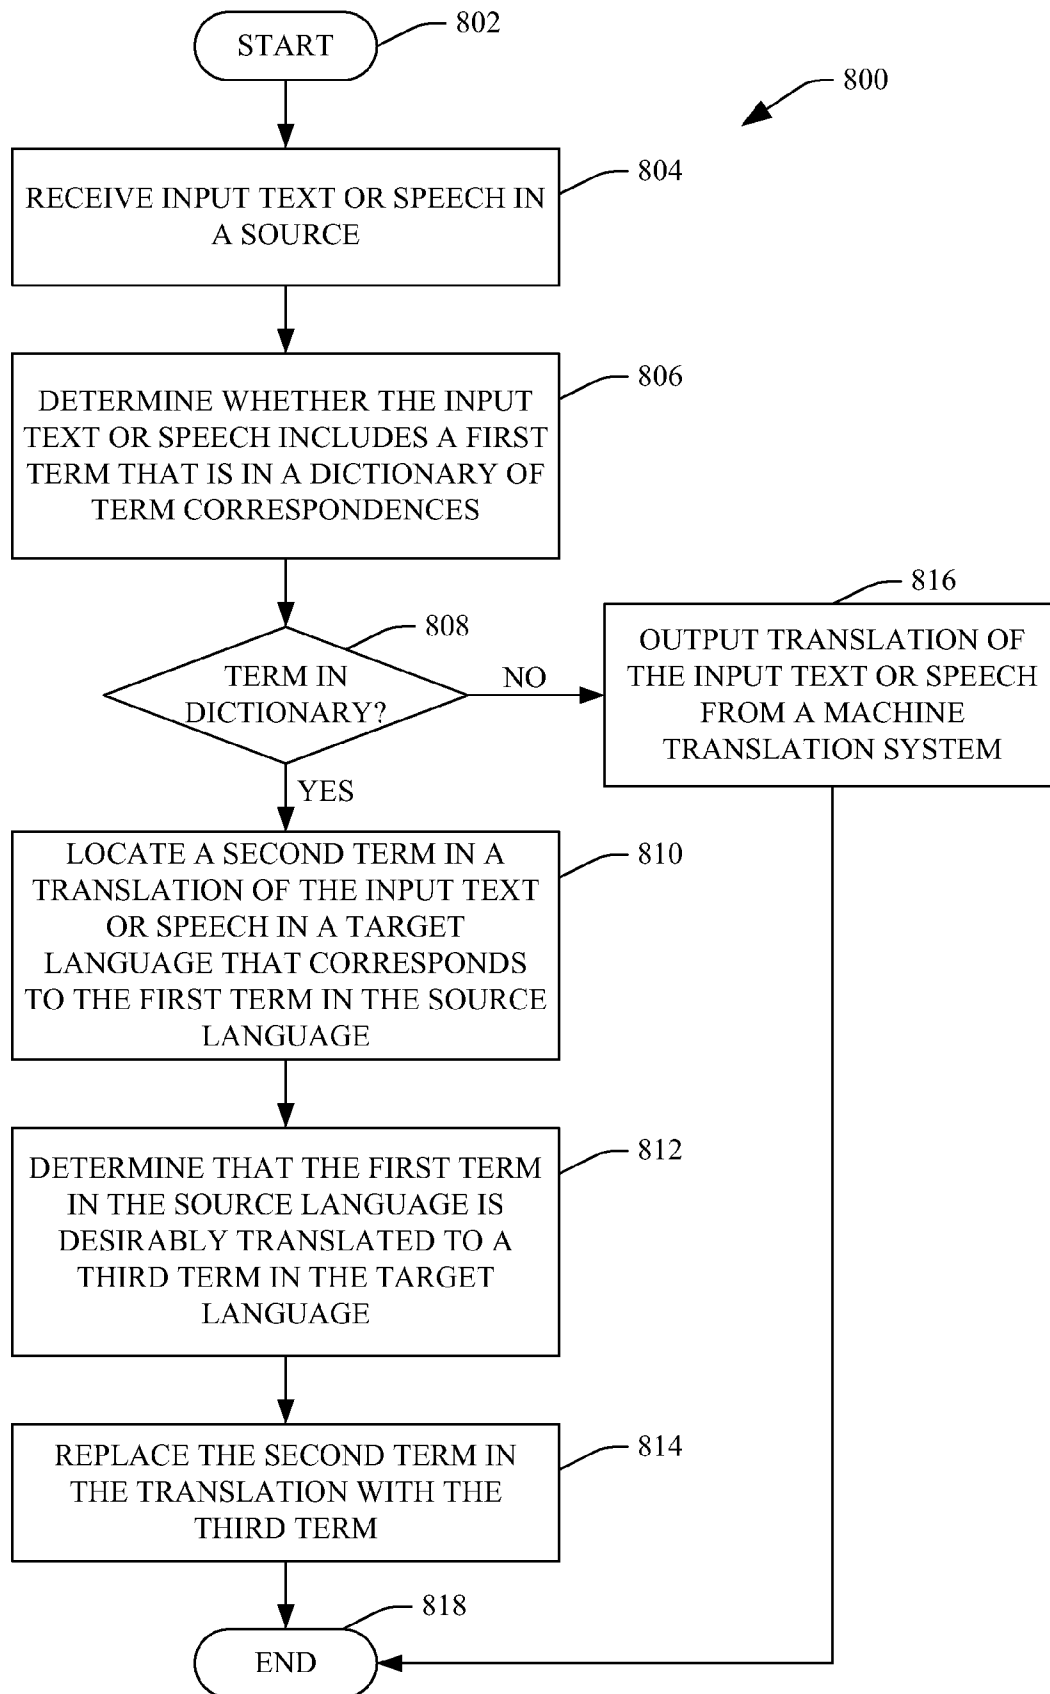 START
802
800
RECEIVE INPUT TEXT OR SPEECH IN
A SOURCE
804
DETERMINE WHETHER THE INPUT
TEXT OR SPEECH INCLUDES A FIRST
TERM THAT IS IN A DICTIONARY OF
TERM CORRESPONDENCES
806
TERM IN
DICTIONARY?
808
NO
816
OUTPUT TRANSLATION OF
THE INPUT TEXT OR SPEECH
FROM A MACHINE
TRANSLATION SYSTEM
YES
LOCATE A SECOND TERM IN A
TRANSLATION OF THE INPUT TEXT
OR SPEECH IN A TARGET
LANGUAGE THAT CORRESPONDS
TO THE FIRST TERM IN THE SOURCE
LANGUAGE
810
DETERMINE THAT THE FIRST TERM
IN THE SOURCE LANGUAGE IS
DESIRABLY TRANSLATED TO A
THIRD TERM IN THE TARGET
LANGUAGE
812
REPLACE THE SECOND TERM IN
THE TRANSLATION WITH THE
THIRD TERM
814
END
818